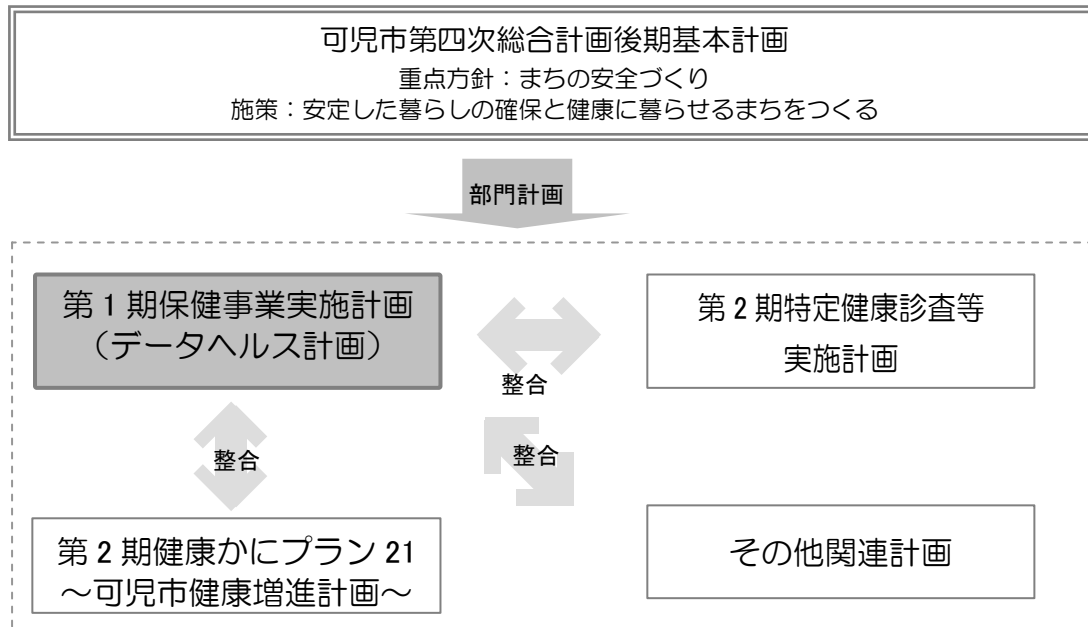 可児市第四次総合計画後期基本計画
重点方針：まちの安全づくり
施策：安定した暮らしの確保と健康に暮らせるまちをつくる
部門計画
第1期保健事業実施計画
（データヘルス計画）
整合
第2期特定健康診査等
実施計画
整合
整合
第2期健康かにプラン21
～可児市健康増進計画～
その他関連計画